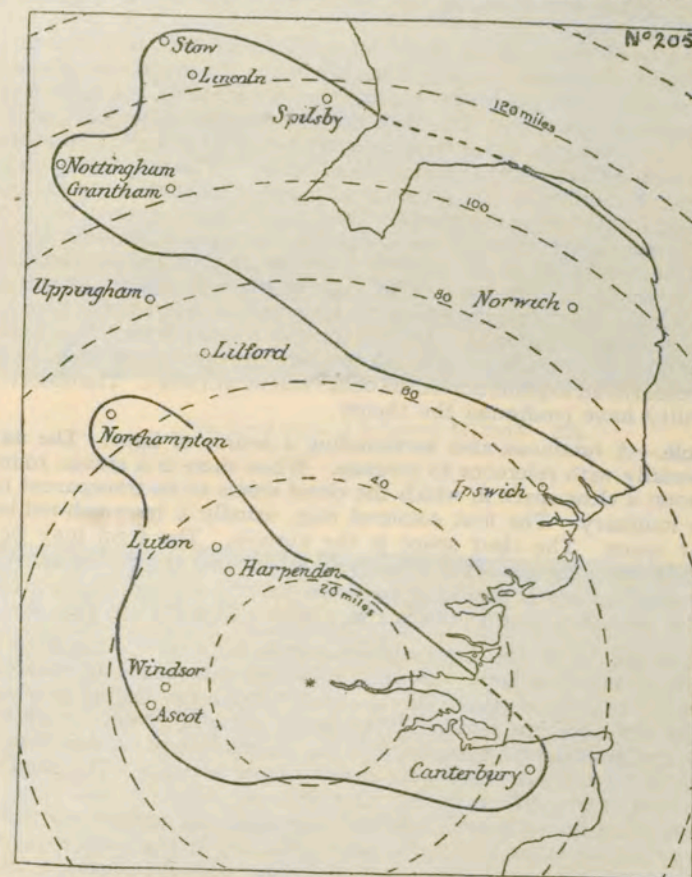 Nº 205
Stow
Lincoln
Spilsby
120 miles
Nottingham
Grantham
100
Uppingham
80
Norwich
Lilford
60
Northampton
40
Ipswich
Luton
Harpenden
20 miles
Windsor
Ascot
Canterbury